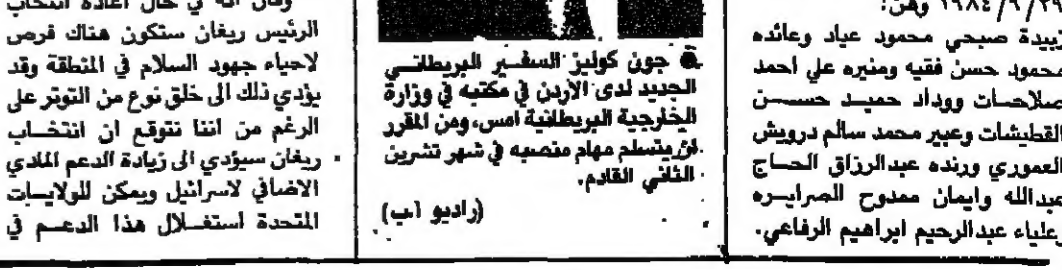 ١٩٨٤/٩/٢٩ وهن:
زبيدة صبحي محمود عياد وعائده
محمود حسن فقيه ومنيره علي احمد
صلاحات ووداد حميد حسن
القطيشات وعبير محمد سالم درويش
العموري ورنده عبدالرزاق الحاج
عبدالله وايمان ممدوح الصرايره
وعلياء عبدالرحيم ابراهيم الرفاعي.
جون كوليز السفير البريطاني
الجديد لدى الأردن في مكتبه في وزارة
الخارجية البريطانية امس، ومن المقرر
ان يتسلم مهام منصبه في شهر تشرين
الثاني القادم.
(راديو اب)
وقال انه في حال اعادة انتخاب
الرئيس ريغان ستكون هناك فرص
لاحياء جهود السلام في المنطقة وقد
يؤدي ذلك الى خلق نوع من التوتر على
الرغم من اننا نتوقع ان انتخاب
ريغان سيؤدي الى زيادة الدعم المادي
الاضافي لاسرائيل ويمكن للولايات
المتحدة استغلال هذا الدعم في